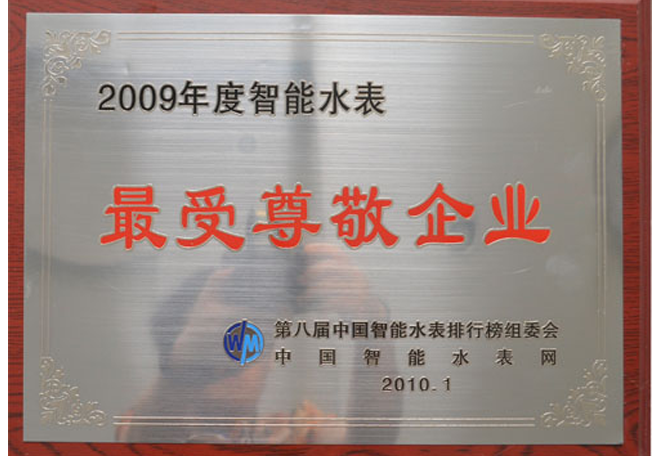 2009年度智能水表
最受尊敬企业
WM
第八届中国智能水表排行榜组委会
中国智能水表网
2010.1